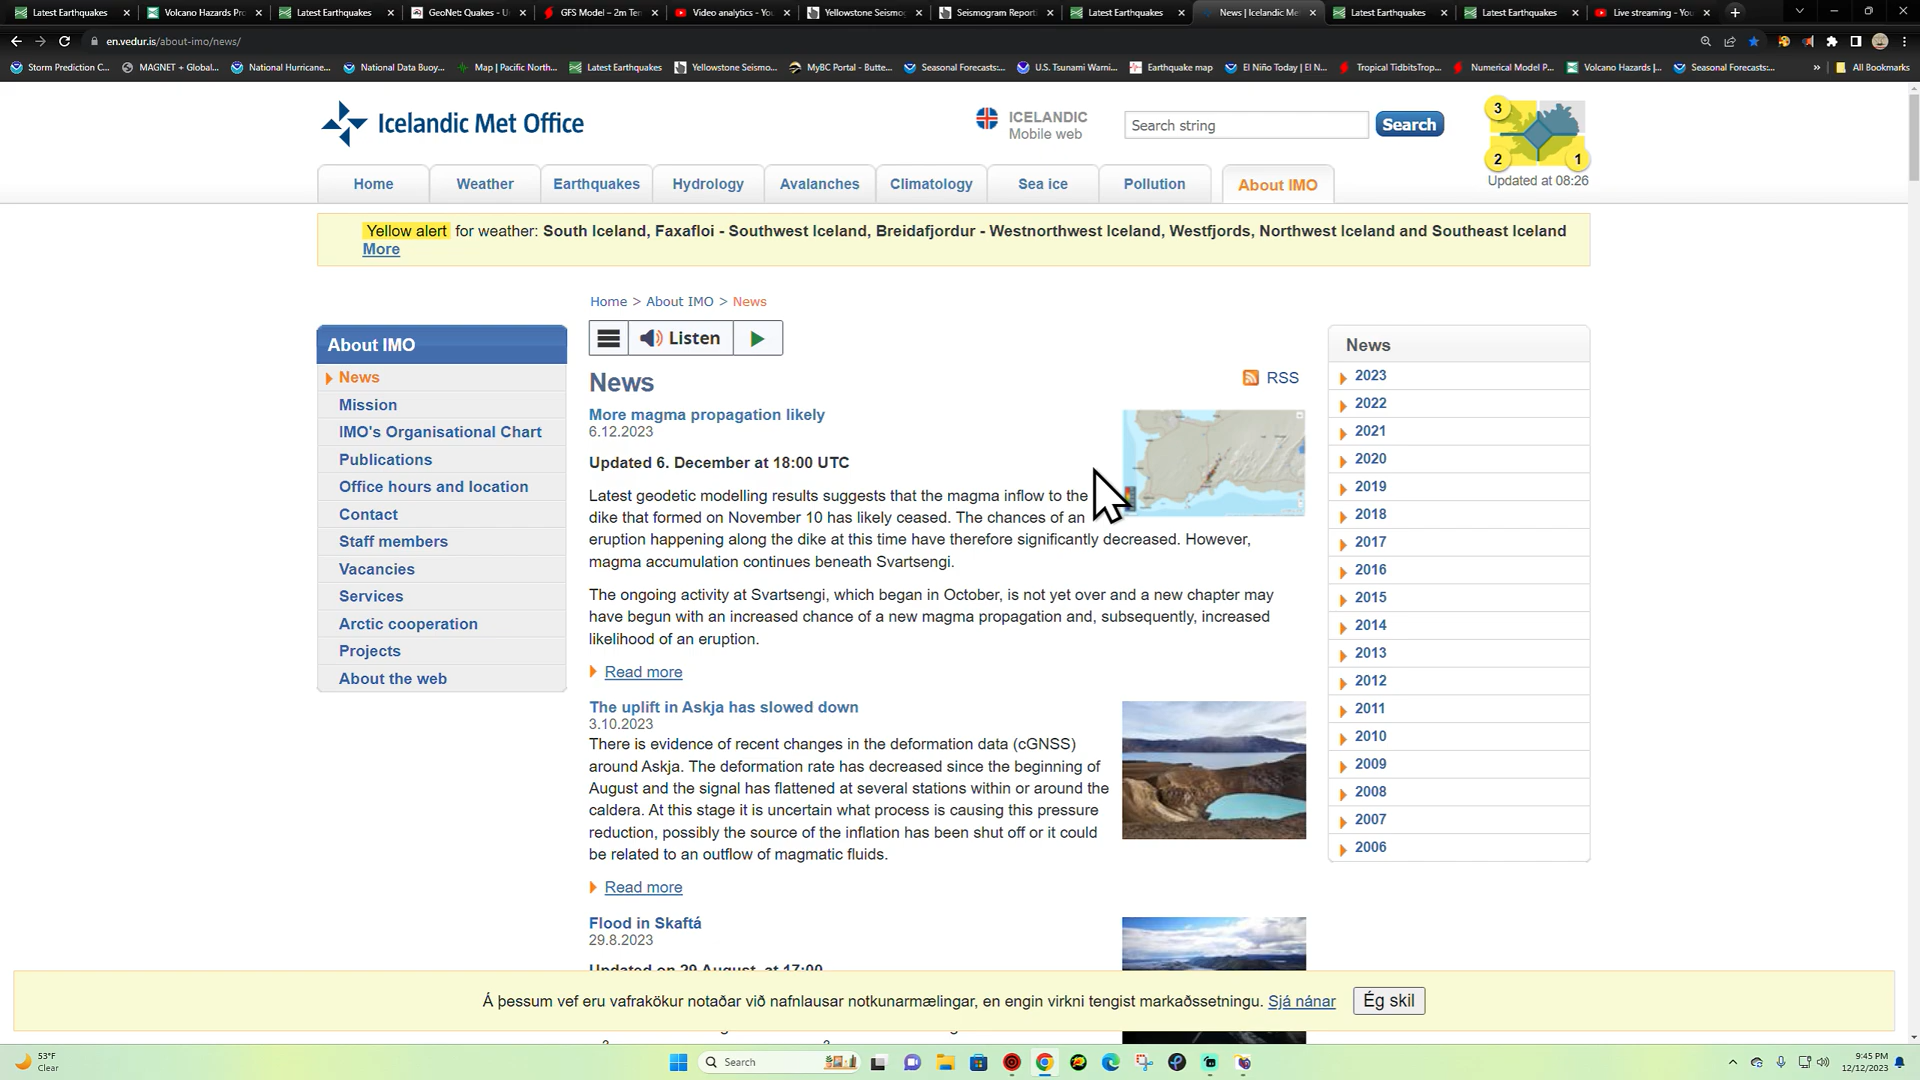 Latest Earthquakes
Volcano Hazards Pro
Latest Earthquakes
GeoNet: Quakes - U
GFS Model – 2m Te
Video analytics - Yo
Yellowstone Seismo
Seismogram Report
Latest Earthquakes
News | Icelandic Me
Latest Earthquakes
Latest Earthquakes
Live streaming - You
en.vedur.is/about-imo/news/
Storm Prediction C...
MAGNET + Global...
National Hurricane...
National Data Buoy...
Map | Pacific North...
Latest Earthquakes
Yellowstone Seismo...
MyBC Portal - Butte...
Seasonal Forecasts:...
U.S. Tsunami Warni...
Earthquake map
El Niño Today | El N...
Tropical TidbitsTrop...
Numerical Model P...
Volcano Hazards |...
Seasonal Forecasts:...
»
All Bookmarks
Icelandic Met Office
ICELANDIC
Mobile web
Search string
Search
3
2
1
Updated at 08:26
Home
Weather
Earthquakes
Hydrology
Avalanches
Climatology
Sea ice
Pollution
About IMO
Yellow alert for weather: South Iceland, Faxafloi - Southwest Iceland, Breidafjordur - Westnorthwest Iceland, Westfjords, Northwest Iceland and Southeast Iceland
More
Home > About IMO > News
About IMO
News
Mission
IMO's Organisational Chart
Publications
Office hours and location
Contact
Staff members
Vacancies
Services
Arctic cooperation
Projects
About the web
Listen
News
RSS
More magma propagation likely
6.12.2023
Updated 6. December at 18:00 UTC
Latest geodetic modelling results suggests that the magma inflow to the
dike that formed on November 10 has likely ceased. The chances of an
eruption happening along the dike at this time have therefore significantly decreased. However,
magma accumulation continues beneath Svartsengi.
The ongoing activity at Svartsengi, which began in October, is not yet over and a new chapter may
have begun with an increased chance of a new magma propagation and, subsequently, increased
likelihood of an eruption.
Read more
The uplift in Askja has slowed down
3.10.2023
There is evidence of recent changes in the deformation data (cGNSS)
around Askja. The deformation rate has decreased since the beginning of
August and the signal has flattened at several stations within or around the
caldera. At this stage it is uncertain what process is causing this pressure
reduction, possibly the source of the inflation has been shut off or it could
be related to an outflow of magmatic fluids.
Read more
Flood in Skaftá
29.8.2023
Updated on 29 August, at 17:00
News
2023
2022
2021
2020
2019
2018
2017
2016
2015
2014
2013
2012
2011
2010
2009
2008
2007
2006
Á þessum vef eru vafrakökur notaðar við nafnlausar notkunarmælingar, en engin virkni tengist markaðssetningu. Sjá nánar
Ég skil
53°F
Clear
Search
9:45 PM
12/12/2023